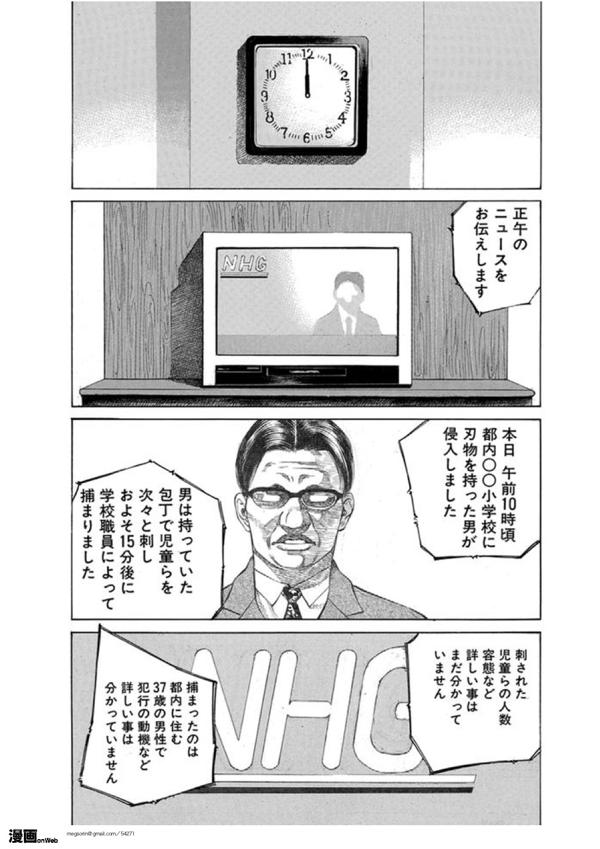 12
1
2
3
4
5
6
7
8
9
10
11
正午の
ニュースを
お伝えします
NHG
本日 午前10時頃
都内〇〇小学校に
刃物を持った男が
侵入しました
男は持っていた
包丁で児童らを
次々と刺し
およそ15分後に
学校職員によって
捕まりました
刺された
児童らの人数
容態など
詳しい事は
まだ分かって
いません
NHG
捕まったのは
都内に住む
37歳の男性で
犯行の動機など
詳しい事は
分かっていません
漫画onWeb
megaorin@gmail.com/54271